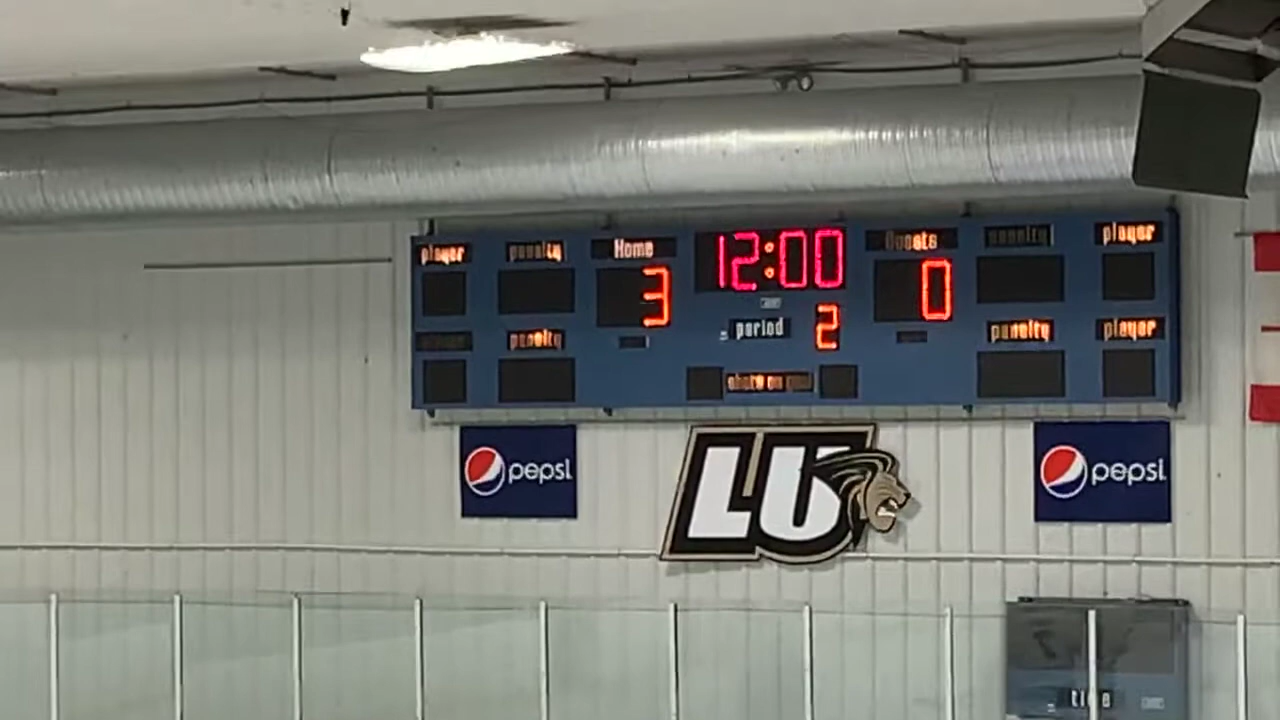 player penalty Home 12:00 Guests penalty player
3 0
period 2
penalty penalty player
shots on goal
pepsi LU pepsi
time